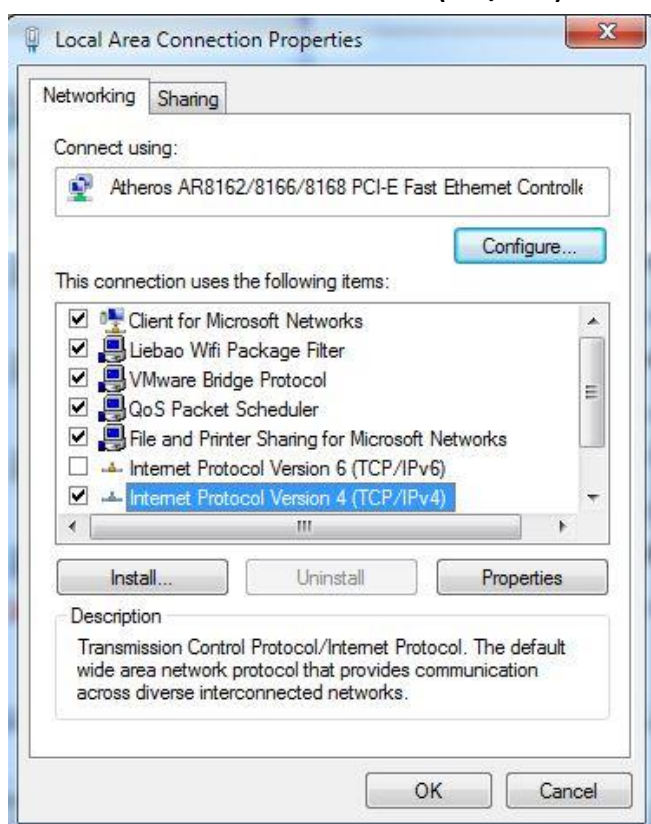 Local Area Connection Properties
Networking
Sharing
Connect using:
Atheros AR8162/8166/8168 PCI-E Fast Ethernet Controlle
Configure...
This connection uses the following items:
Client for Microsoft Networks
Liebao Wifi Package Filter
VMware Bridge Protocol
QoS Packet Scheduler
File and Printer Sharing for Microsoft Networks
Internet Protocol Version 6 (TCP/IPv6)
Internet Protocol Version 4 (TCP/IPv4)
Install...
Uninstall
Properties
Description
Transmission Control Protocol/Internet Protocol. The default
wide area network protocol that provides communication
across diverse interconnected networks.
OK
Cancel